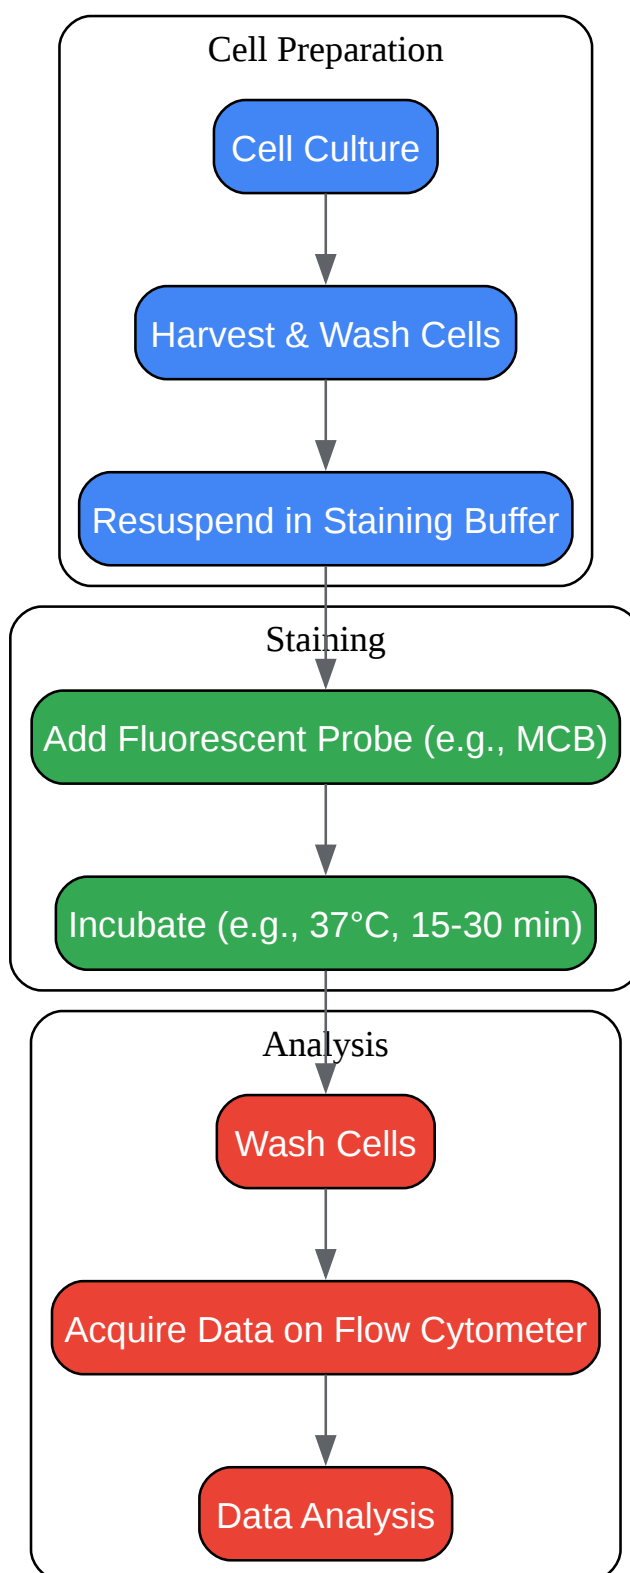 Cell Preparation
Cell Culture
Harvest & Wash Cells
Resuspend in Staining Buffer
Staining
Add Fluorescent Probe (e.g., MCB)
Incubate (e.g., 37°C, 15-30 min)
Analysis
Wash Cells
Acquire Data on Flow Cytometer
Data Analysis